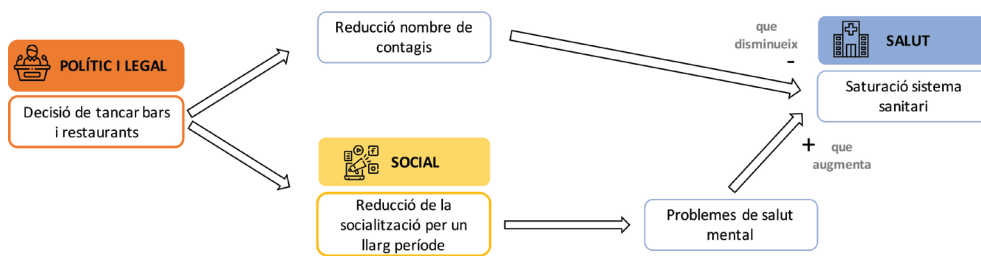 POLÍTIC I LEGAL
Decisió de tancar bars
i restaurants
Reducció nombre de
contagis
que
disminueix
-
SALUT
Saturació sistema
sanitari
+
que
augmenta
SOCIAL
Reducció de la
socialització per un
llarg període
Problemes de salut
mental